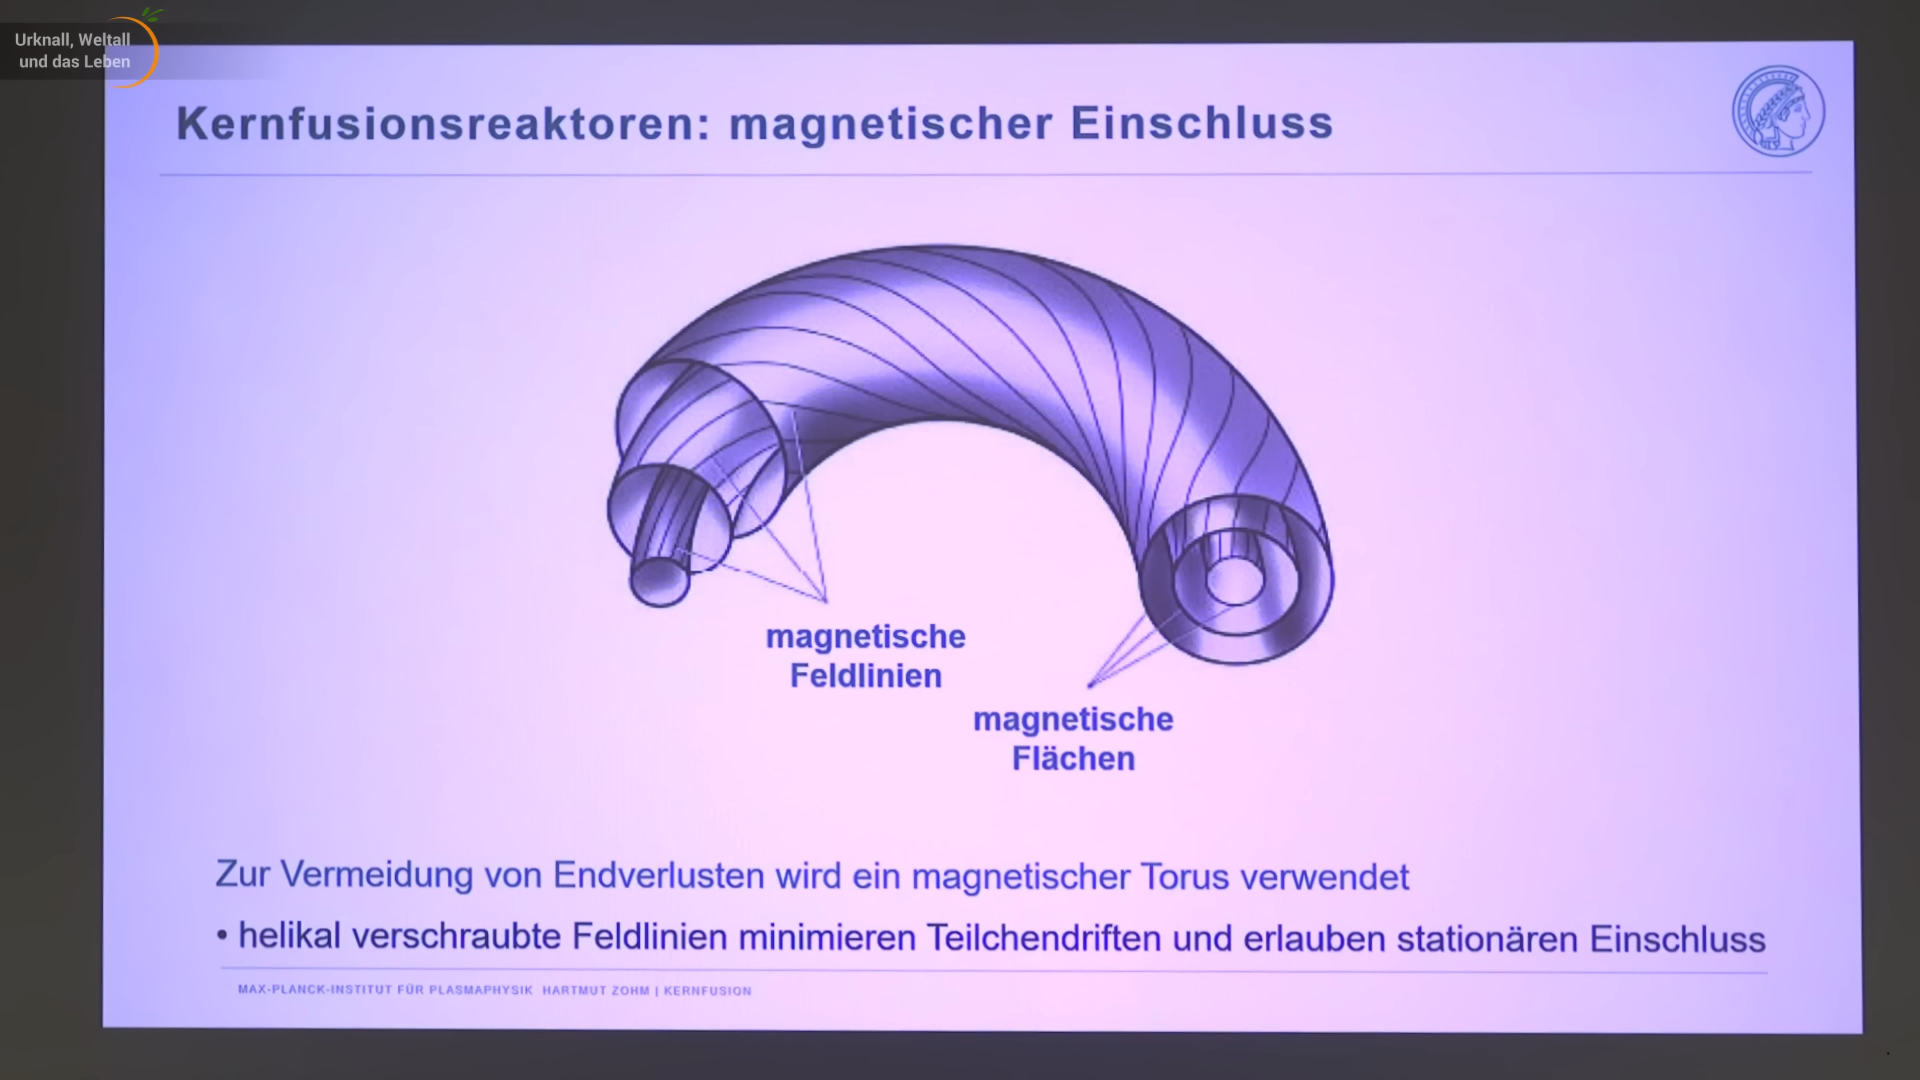 Urknall, Weltall
und das Leben
Kernfusionsreaktoren: magnetischer Einschluss
magnetische
Feldlinien
magnetische
Flächen
Zur Vermeidung von Endverlusten wird ein magnetischer Torus verwendet
• helikal verschraubte Feldlinien minimieren Teilchendriften und erlauben stationären Einschluss
MAX-PLANCK-INSTITUT FÜR PLASMAPHYSIK HARTMUT ZOHM | KERNFUSION